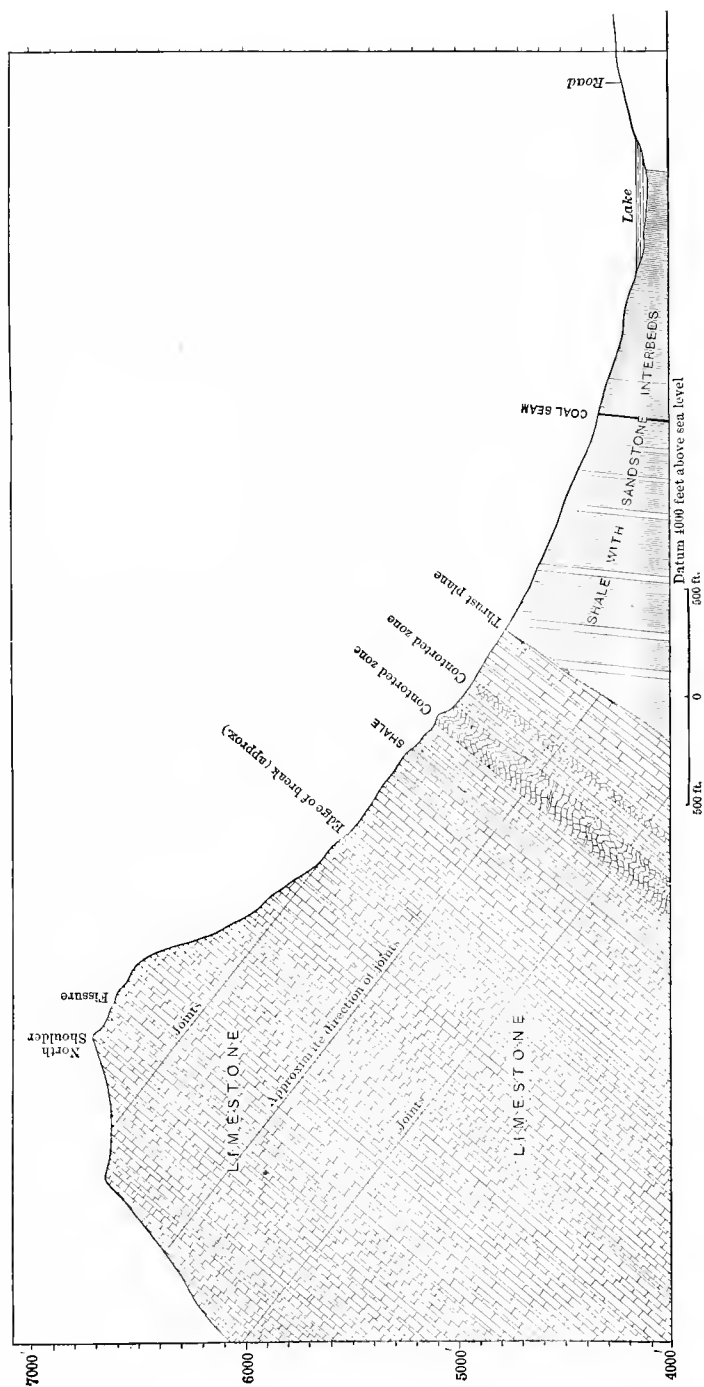 7000
6000
5000
4000
North
Shoulder
Fissure
Edge of break (approx.)
SHALE
Contorted zone
Contorted zone
Thrust plane
COAL SEAM
Lake
Road
Joints
LIMESTONE
Approximate direction of joints
Joints
LIMESTONE
SHALE WITH SANDSTONE INTERBEDS
Datum 4000 feet above sea level
500 ft.
0
500 ft.